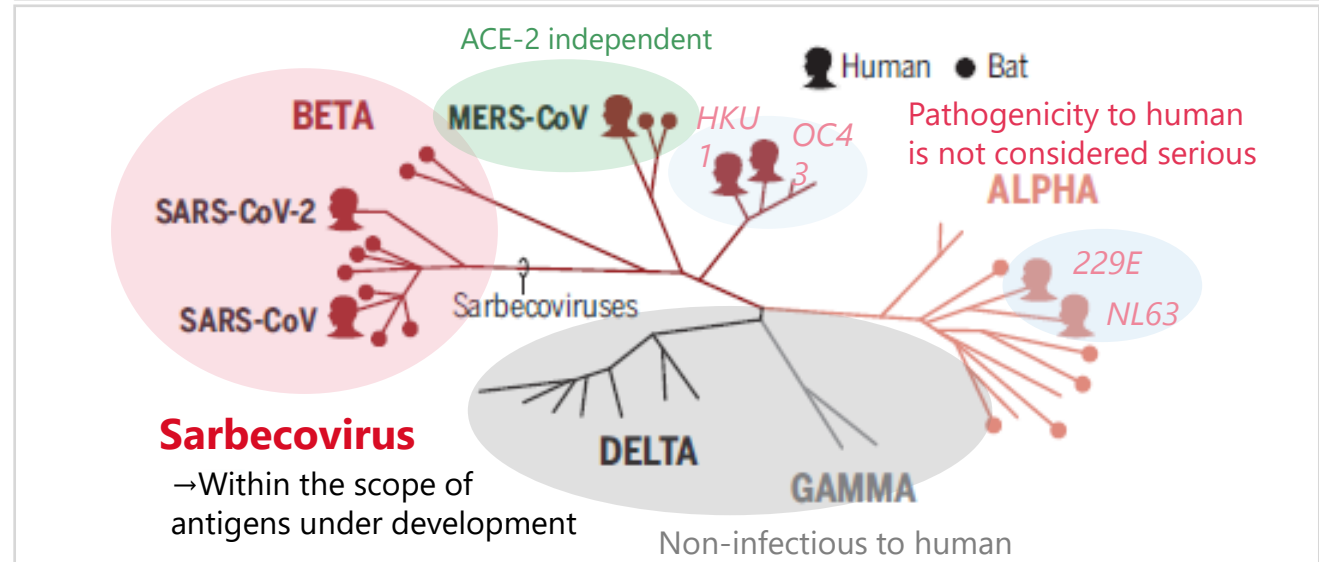 ACE-2 independent
Human
Bat
BETA
MERS-CoV
HKU
1
OC4
3
Pathogenicity to human
is not considered serious
ALPHA
SARS-CoV-2
229E
Sarbecoviruses
SARS-CoV
NL63
Sarbecovirus
→Within the scope of
antigens under development
DELTA
GAMMA
Non-infectious to human